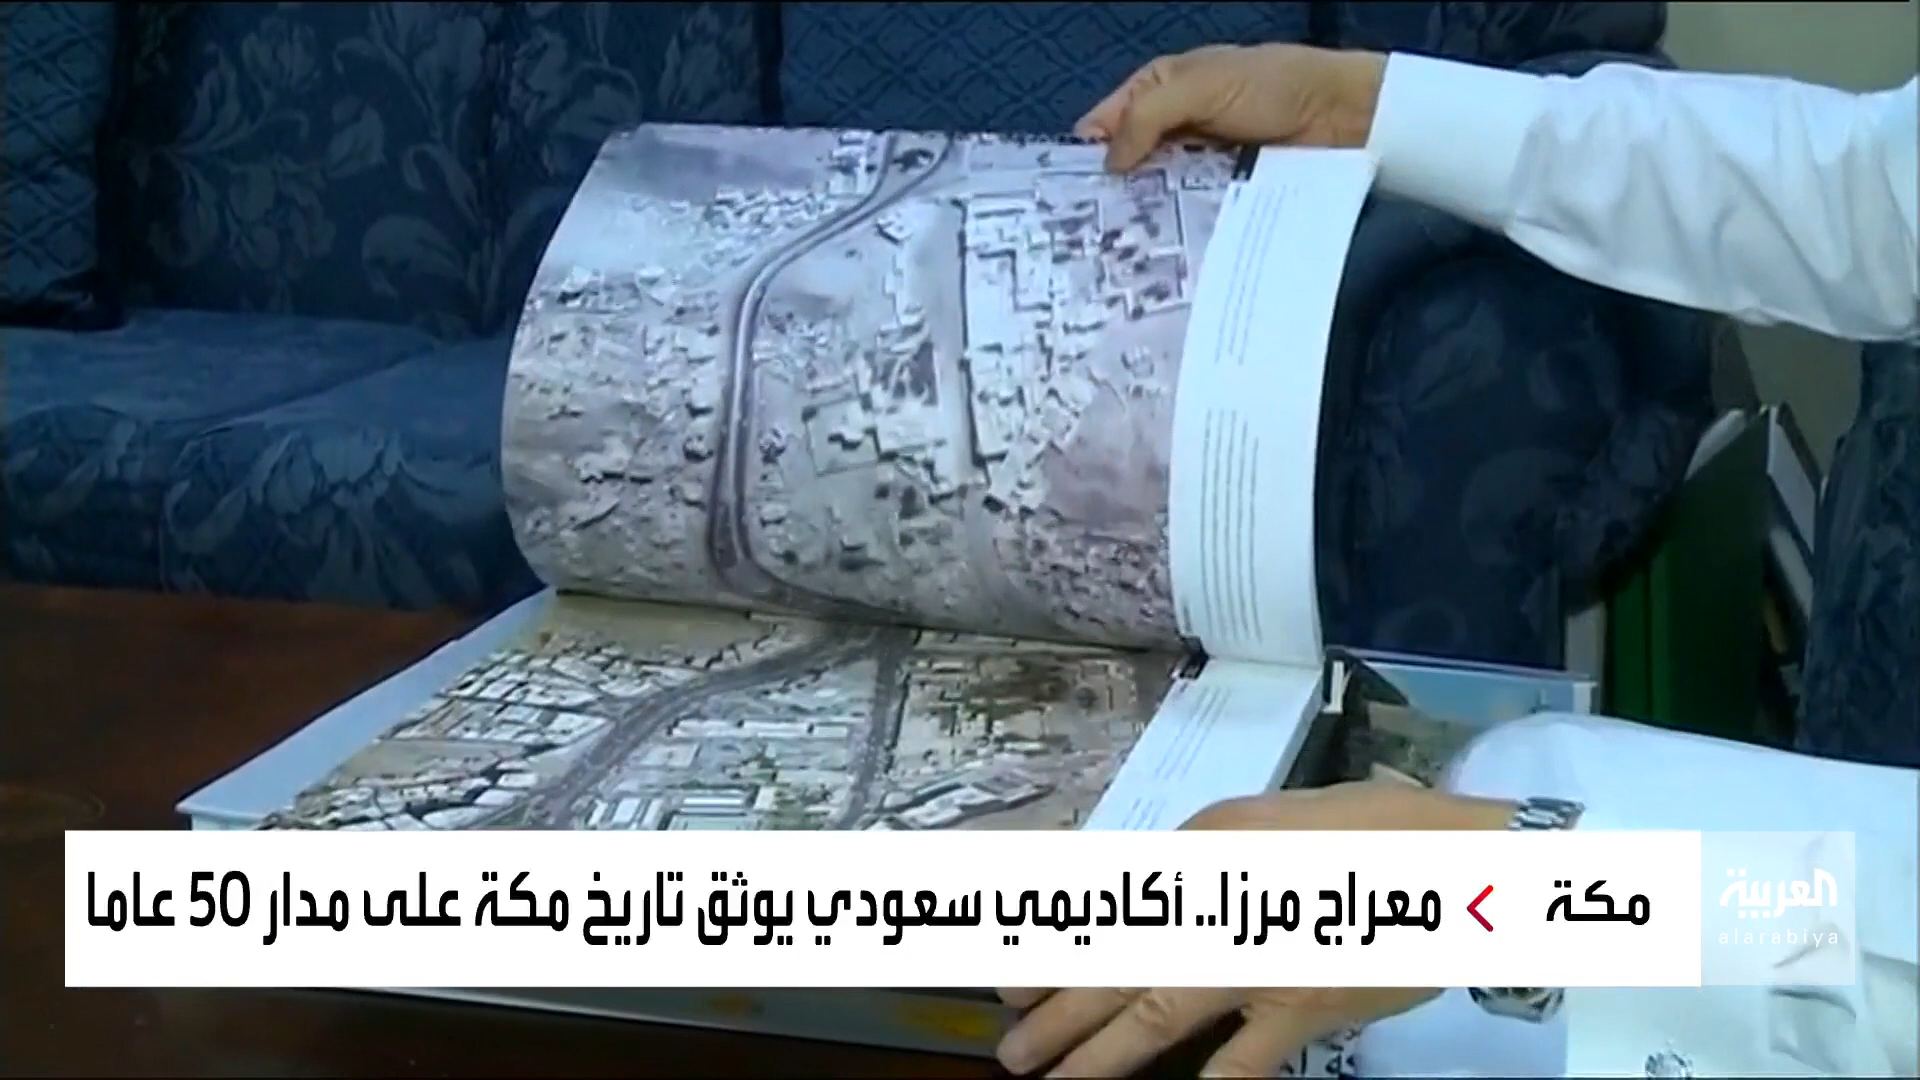 مكة
معراج مرزا.. أكاديمي سعودي يوثق تاريخ مكة على مدار 50 عاما
العربية
alarabiya